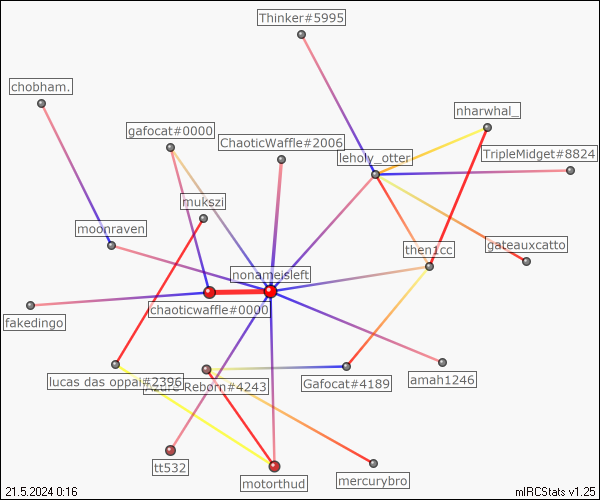 Thinker#5995
chobham.
nharwhal_
gafocat#0000
ChaoticWaffle#2006
leholy_otter
TripleMidget#8824
mukszi
moonraven
then1cc
gateauxcatto
nonameisleft
chaoticwaffle#0000
fakedingo
lucas das oppai#2396
Azure Reborn#4243
Gafocat#4189
amah1246
tt532
motorthud
mercurybro
21.5.2024 0:16
mIRCStats v1.25